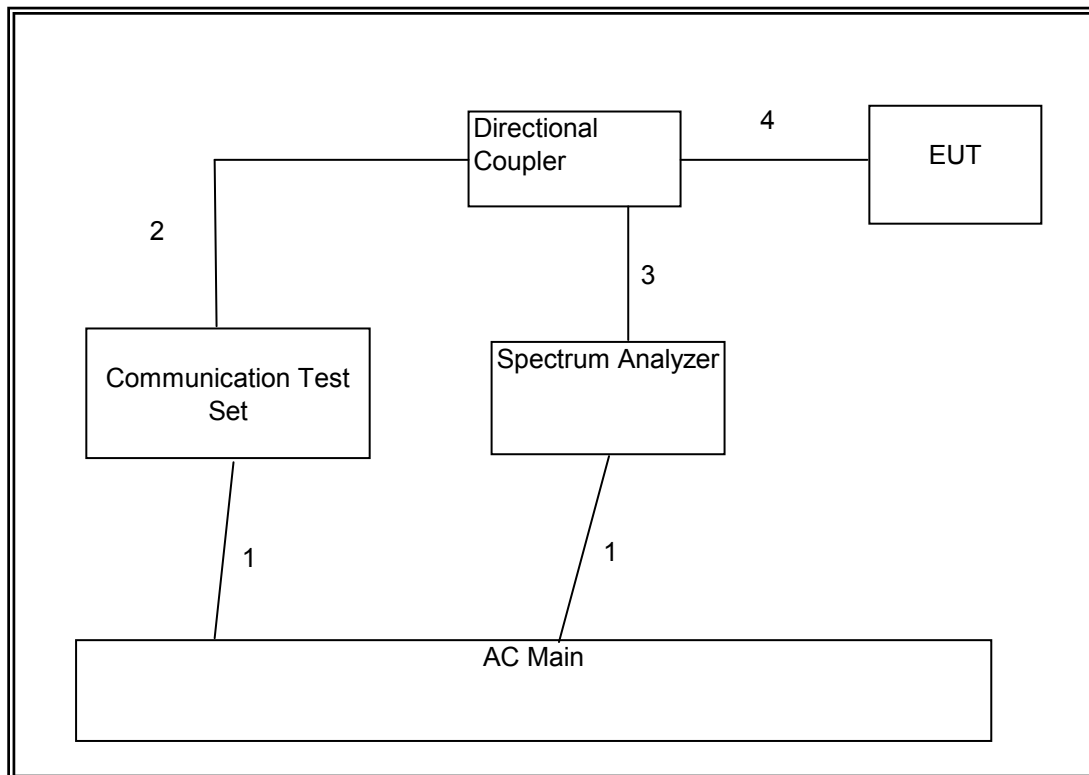 Directional
Coupler
4
EUT
2
3
Communication Test
Set
Spectrum Analyzer
1
1
AC Main